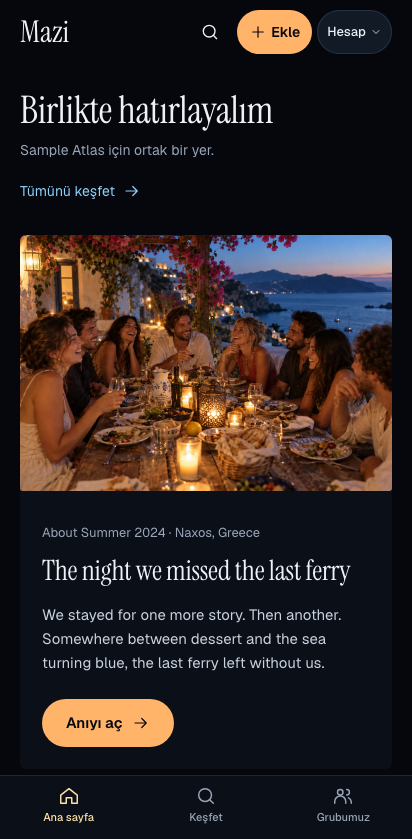 Mazi
Ekle
Hesap
Birlikte hatırlayalım
Sample Atlas için ortak bir yer.
Tümünü keşfet
About Summer 2024 · Naxos, Greece
The night we missed the last ferry
We stayed for one more story. Then another.
Somewhere between dessert and the sea
turning blue, the last ferry left without us.
Anıyı aç
Ana sayfa
Keşfet
Grubumuz